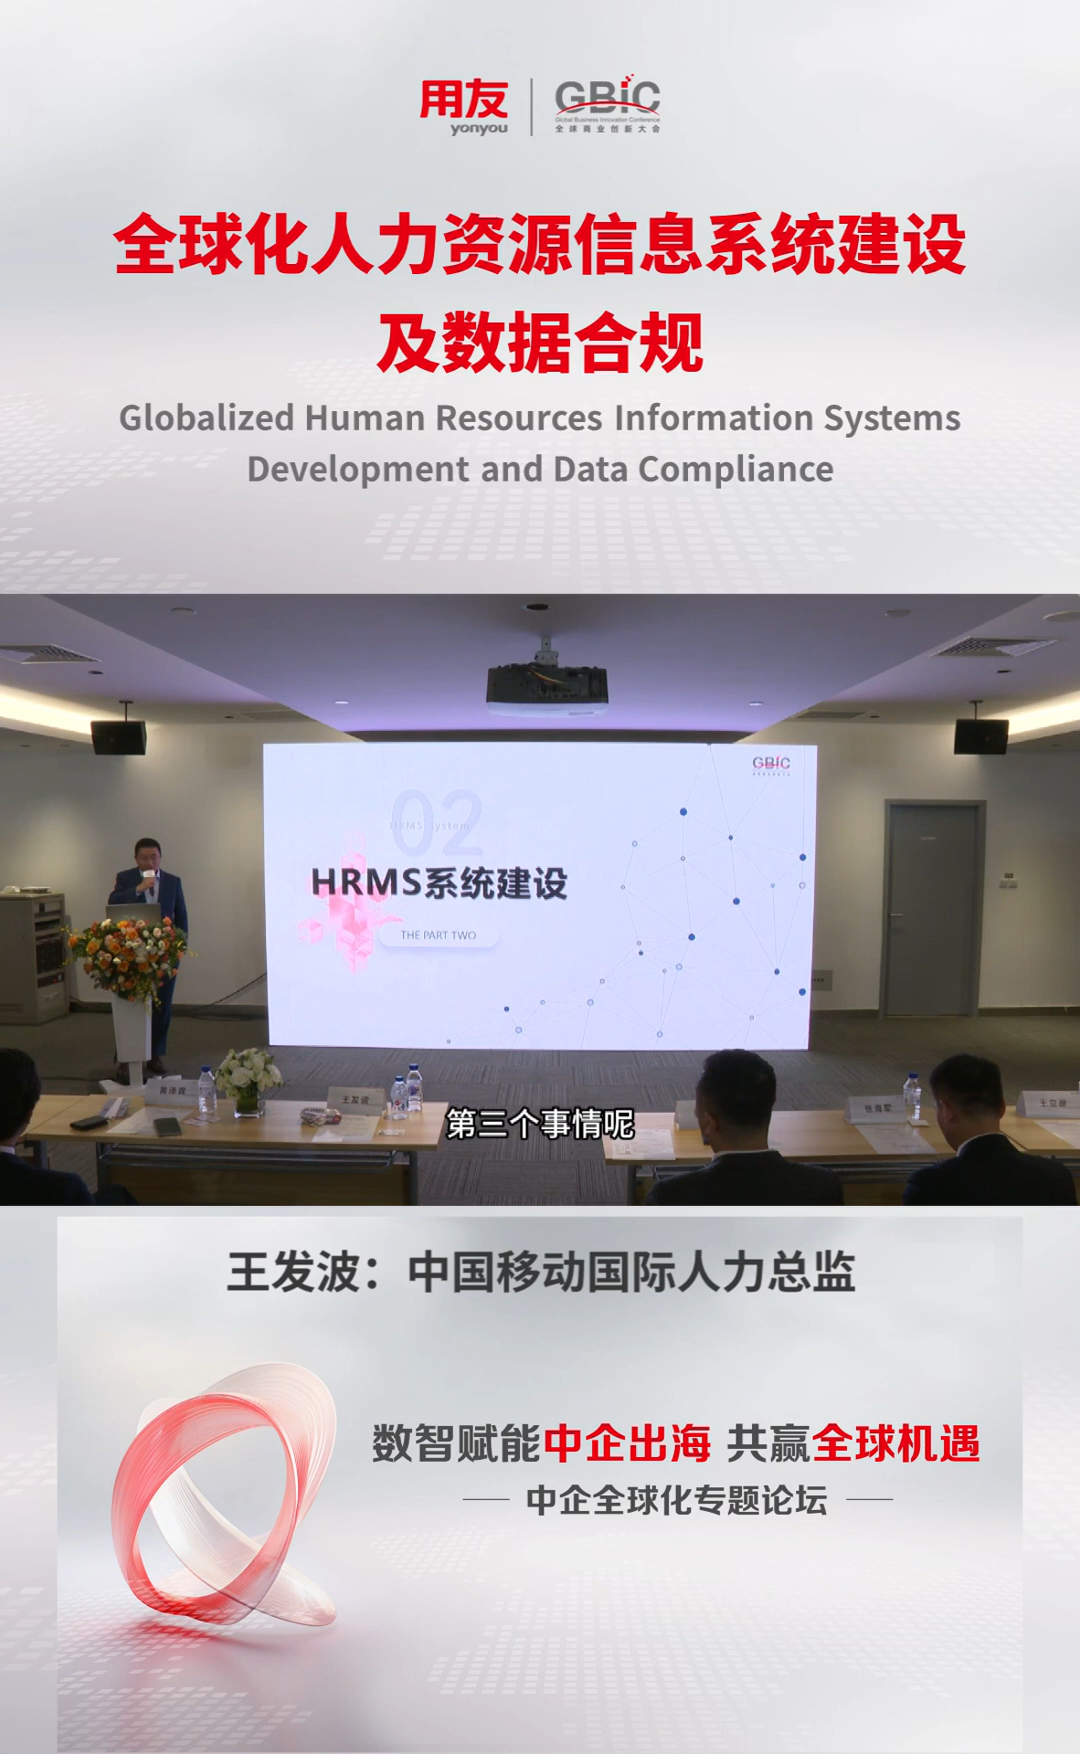 用友
yonyou
GBIC
Global Business Innovation Conference
全球商业创新大会
全球化人力资源信息系统建设
及数据合规
Globalized Human Resources Information Systems
Development and Data Compliance
GBIC
02
HRMS System
HRMS系统建设
THE PART TWO
王发波
第三个事情呢
王发波：中国移动国际人力总监
数智赋能中企出海 共赢全球机遇
中企全球化专题论坛